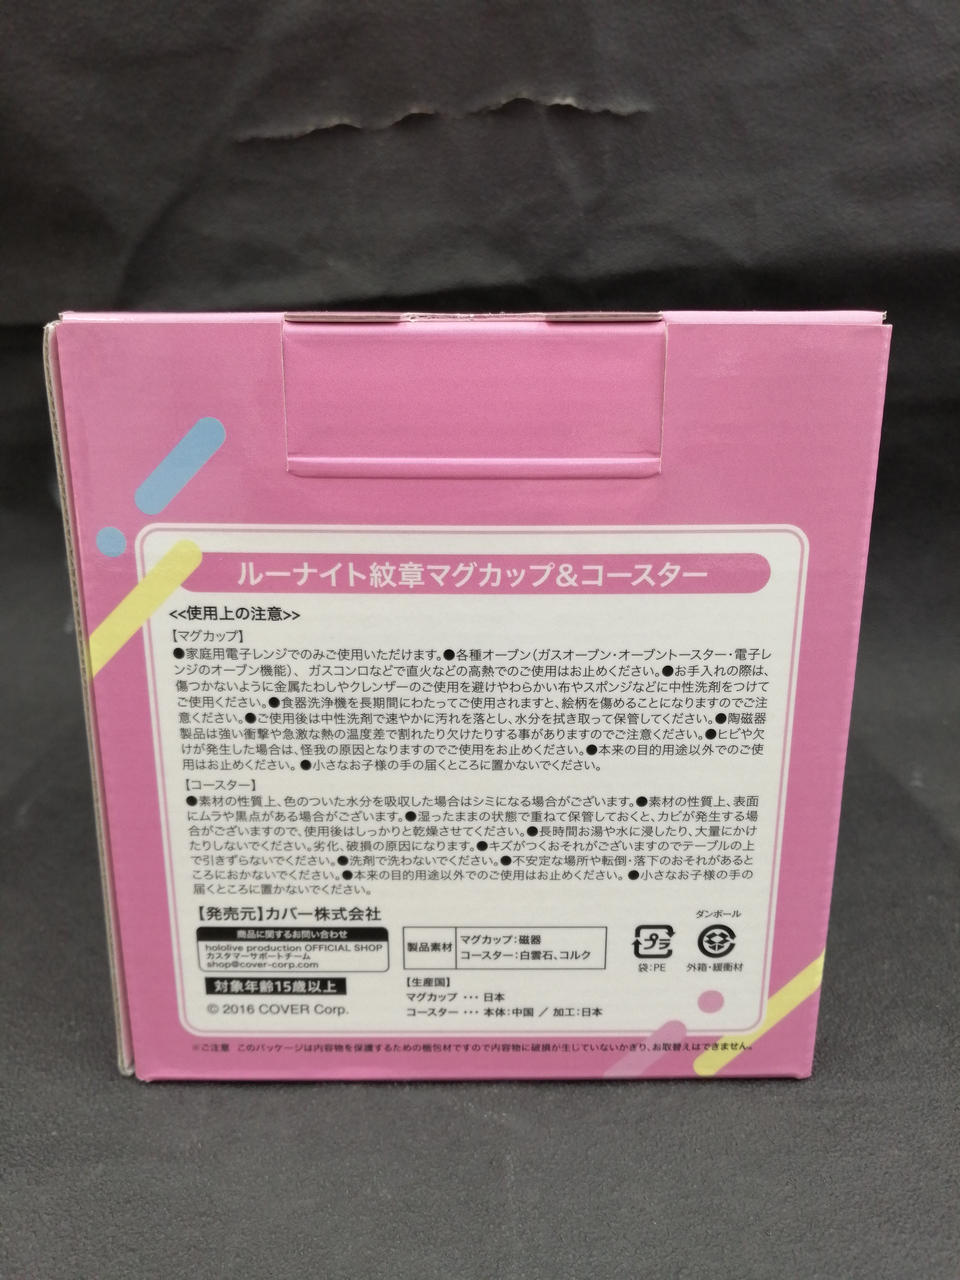 ルーナイト紋章マグカップ&コースター
<<使用上の注意>>
【マグカップ】
●家庭用電子レンジでのみご使用いただけます。●各種オーブン(ガスオーブン・オーブントースター・電子レ
ンジのオーブン機能)、ガスコンロなどで直火などの高熱でのご使用はお止めください。●お手入れの際は、
傷つかないように金属たわしやクレンザーのご使用を避けやわらかい布やスポンジなどに中性洗剤をつけて
ご使用ください。●食器洗浄機を長期間にわたってご使用されますと、絵柄を傷めることになりますのでご注
意ください。●ご使用後は中性洗剤で速やかに汚れを落とし、水分を拭き取って保管してください。●陶磁器
製品は強い衝撃や急激な熱の温度差で割れたり欠けたりする事がありますのでご注意ください。●ヒビや欠
けが発生した場合は、怪我の原因となりますのでご使用をお止めください。●本来の目的用途以外でのご使
用はお止めください。●小さなお子様の手の届くところに置かないでください。
【コースター】
●素材の性質上、色のついた水分を吸収した場合はシミになる場合がございます。●素材の性質上、表面
にムラや黒点がある場合がございます。●湿ったままの状態で重ねて保管しておくと、カビが発生する場
合がございますので、使用後はしっかりと乾燥させてください。●長時間お湯や水に浸したり、大量にかけ
たりしないでください。劣化、破損の原因になります。●キズがつくおそれがございますのでテーブルの上
で引きずらないでください。●洗剤で洗わないでください。●不安定な場所や転倒・落下のおそれがあると
ころにおかないでください。●本来の目的用途以外でのご使用はお止めください。●小さなお子様の手の
届くところに置かないでください。
【発売元】カバー株式会社
商品に関するお問い合わせ
hololive production OFFICIAL SHOP
カスタマーサポートチーム
shop@cover-corp.com
対象年齢15歳以上
© 2016 COVER Corp.
製品素材
マグカップ:磁器
コースター:白雲石、コルク
【生産国】
マグカップ ・・・ 日本
コースター ・・・ 本体:中国 / 加工:日本
プラ
袋:PE
ダンボール
外箱・緩衝材
※ご注意 このパッケージは内容物を保護するための梱包材ですので内容物に破損が生じていないかぎり、お取替えはできません。